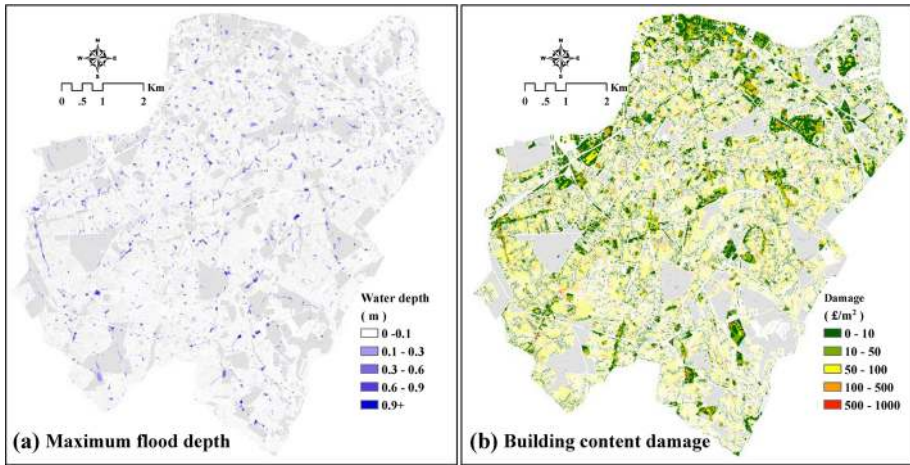 N
W E
S
Km
0 .5 1 2
Water depth
( m )
0 -0.1
0.1 - 0.3
0.3 - 0.6
0.6 - 0.9
0.9+
(a) Maximum flood depth
N
W E
S
Km
0 .5 1 2
Damage
( £/m² )
0 - 10
10 - 50
50 - 100
100 - 500
500 - 1000
(b) Building content damage